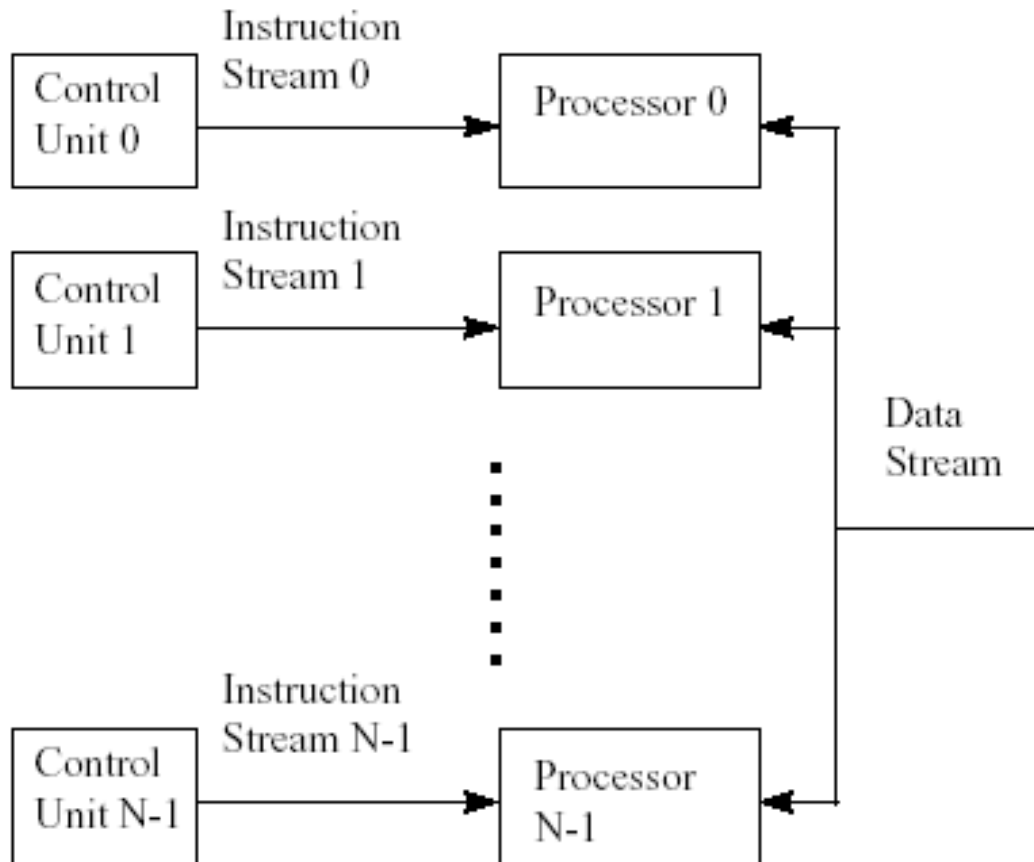 Instruction
Stream 0
Control
Unit 0
Processor 0
Instruction
Stream 1
Control
Unit 1
Processor 1
Data
Stream
Instruction
Stream N-1
Control
Unit N-1
Processor
N-1